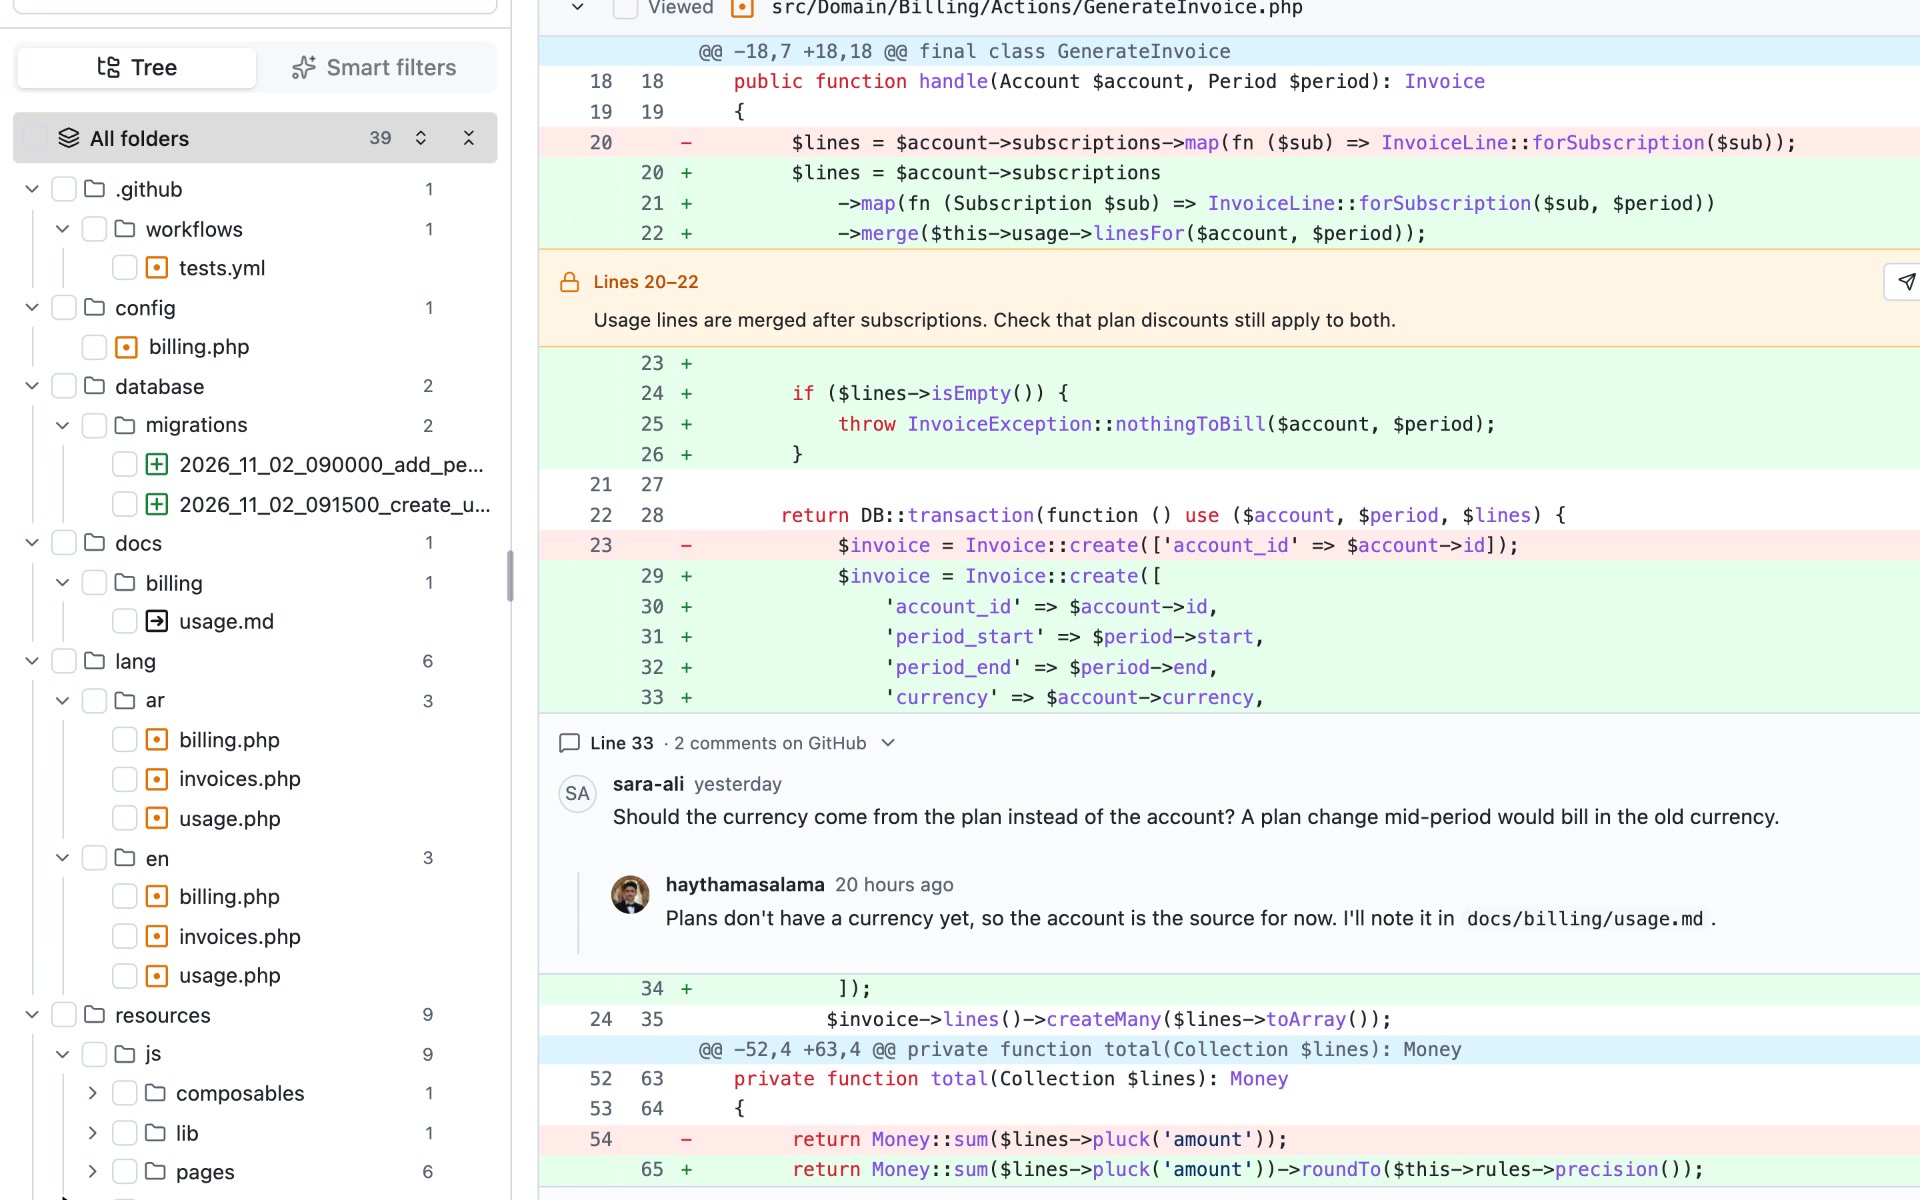 Tree
Smart filters
All folders 39
.github 1
workflows 1
tests.yml
config 1
billing.php
database 2
migrations 2
2026_11_02_090000_add_pe...
2026_11_02_091500_create_u...
docs 1
billing 1
usage.md
lang 6
ar 3
billing.php
invoices.php
usage.php
en 3
billing.php
invoices.php
usage.php
resources 9
js 9
composables 1
lib 1
pages 6
Viewed src/Domain/Billing/Actions/GenerateInvoice.php
@@ -18,7 +18,18 @@ final class GenerateInvoice
18 18 public function handle(Account $account, Period $period): Invoice
19 19 {
20 - $lines = $account->subscriptions->map(fn ($sub) => InvoiceLine::forSubscription($sub));
20 + $lines = $account->subscriptions
21 + ->map(fn (Subscription $sub) => InvoiceLine::forSubscription($sub, $period))
22 + ->merge($this->usage->linesFor($account, $period));
Lines 20–22
Usage lines are merged after subscriptions. Check that plan discounts still apply to both.
23 +
24 + if ($lines->isEmpty()) {
25 + throw InvoiceException::nothingToBill($account, $period);
26 + }
21 27
22 28 return DB::transaction(function () use ($account, $period, $lines) {
23 - $invoice = Invoice::create(['account_id' => $account->id]);
29 + $invoice = Invoice::create([
30 + 'account_id' => $account->id,
31 + 'period_start' => $period->start,
32 + 'period_end' => $period->end,
33 + 'currency' => $account->currency,
Line 33 · 2 comments on GitHub
SA sara-ali yesterday
Should the currency come from the plan instead of the account? A plan change mid-period would bill in the old currency.
haythamasalama 20 hours ago
Plans don't have a currency yet, so the account is the source for now. I'll note it in docs/billing/usage.md .
34 + ]);
24 35 $invoice->lines()->createMany($lines->toArray());
@@ -52,4 +63,4 @@ private function total(Collection $lines): Money
52 63 private function total(Collection $lines): Money
53 64 {
54 - return Money::sum($lines->pluck('amount'));
65 + return Money::sum($lines->pluck('amount'))->roundTo($this->rules->precision());